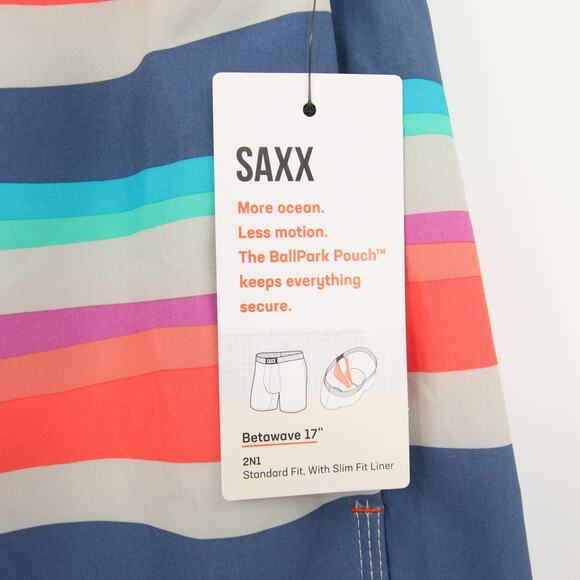 SAXX
More ocean.
Less motion.
The BallPark Pouch™
keeps everything
secure.
SAXX
Betawave 17"
2N1
Standard Fit, With Slim Fit Liner